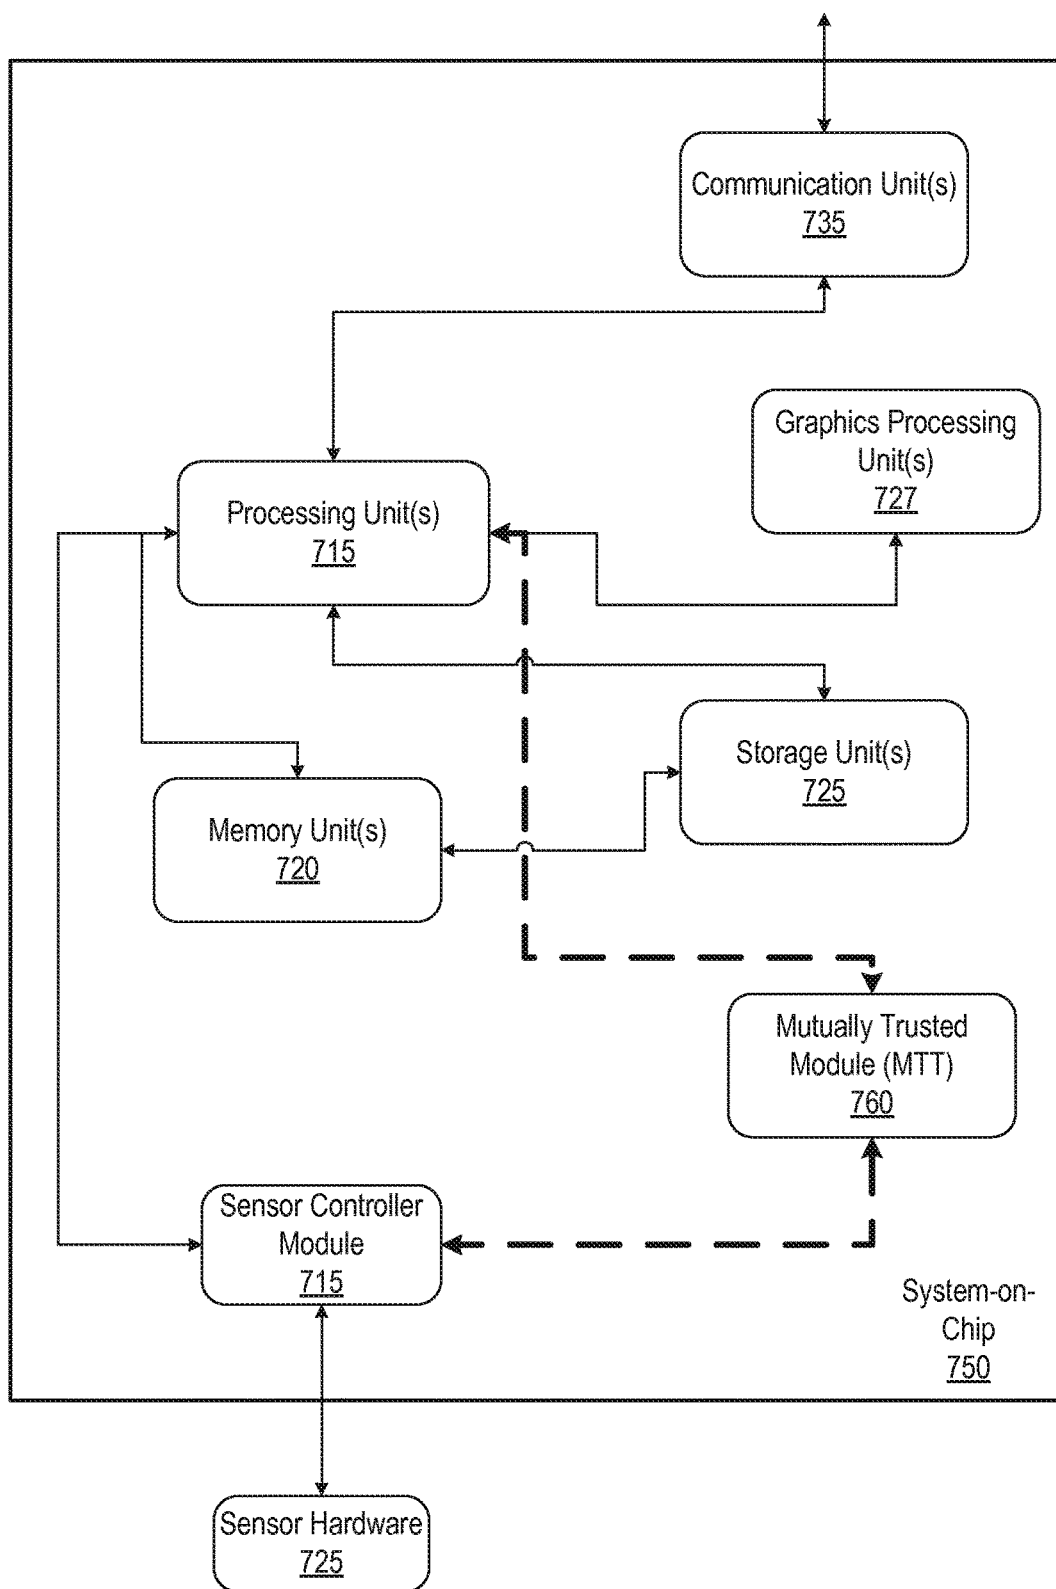 Communication Unit(s)
735
Graphics Processing
Unit(s)
727
Processing Unit(s)
715
Storage Unit(s)
725
Memory Unit(s)
720
Mutually Trusted
Module (MTT)
760
Sensor Controller
Module
715
System-on-
Chip
750
Sensor Hardware
725